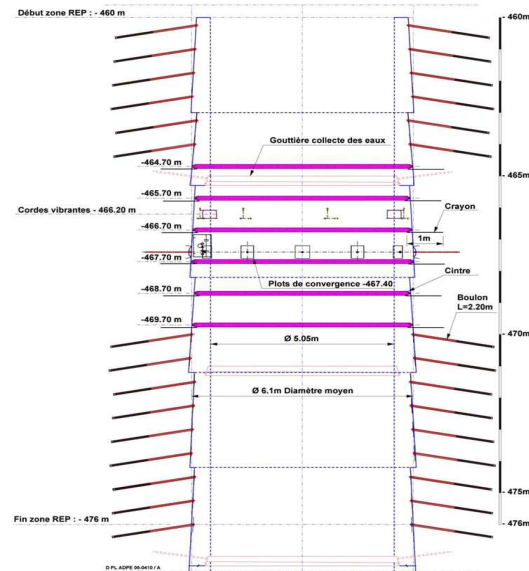 Début zone REP : - 460 m
- 460m
Gouttière collecte des eaux
-464.70 m
- 465m
-465.70 m
Crayon
Cordes vibrantes - 466.20 m
-466.70 m
1m
-467.70 m
Cintre
Plots de convergence -467.40
-468.70 m
Boulon
L=2.20m
-469.70 m
- 470m
Ø 5.05m
Ø 6.1m Diamètre moyen
- 475m
Fin zone REP : - 476 m
- 476m
D PL ADPE 05-0410 / A